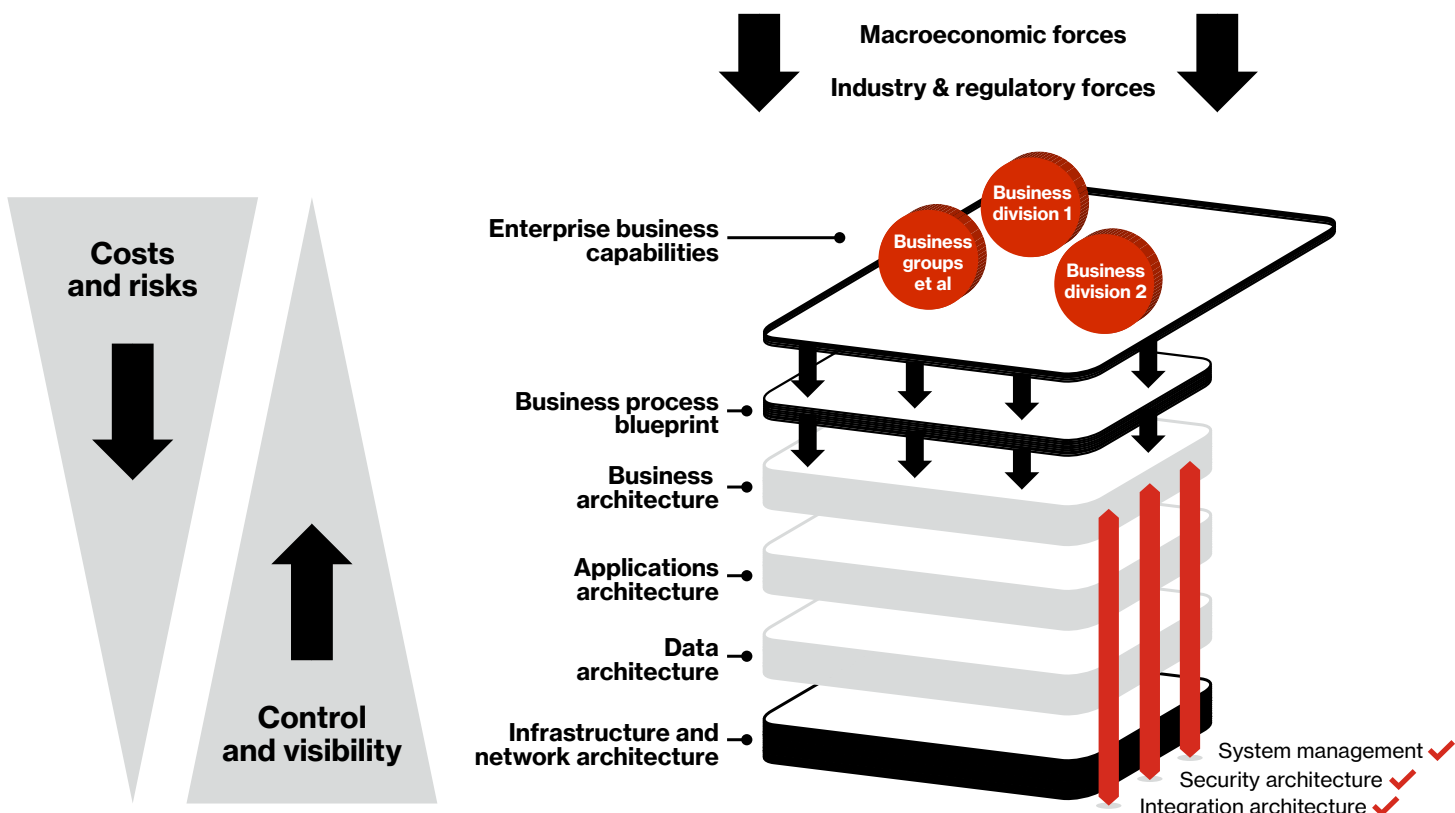 Macroeconomic forces
Industry & regulatory forces
Costs
and risks
Control
and visibility
Enterprise business
capabilities
Business
division 1
Business
groups
et al
Business
division 2
Business process
blueprint
Business
architecture
Applications
architecture
Data
architecture
Infrastructure and
network architecture
System management
Security architecture
Integration architecture